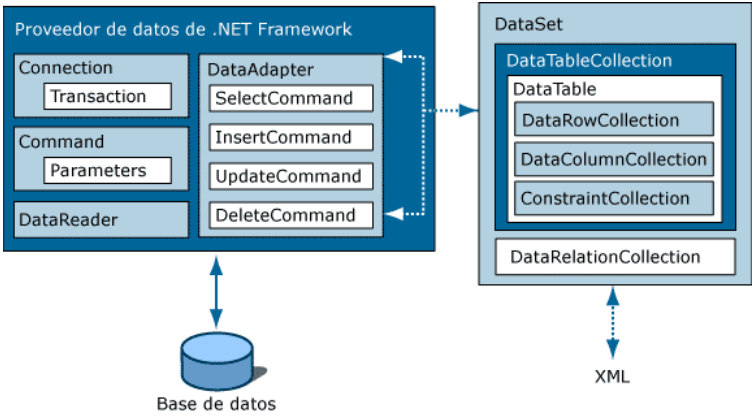 Proveedor de datos de .NET Framework
Connection
Transaction
Command
Parameters
DataReader
DataAdapter
SelectCommand
InsertCommand
UpdateCommand
DeleteCommand
Base de datos
DataSet
DataTableCollection
DataTable
DataRowCollection
DataColumnCollection
ConstraintCollection
DataRelationCollection
XML